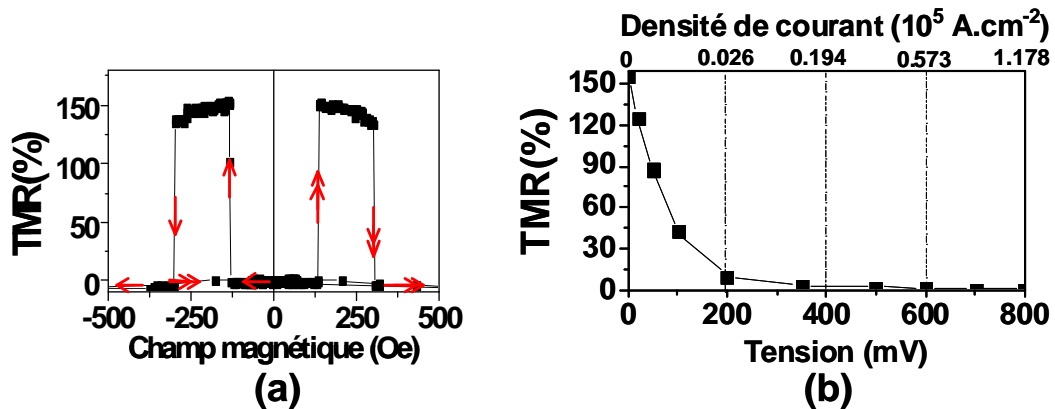 TMR(%)
150
100
50
0
-500 -250 0 250 500
Champ magnétique (Oe)
(a)
Densité de courant (10⁵ A.cm⁻²)
0 0.026 0.194 0.573 1.178
TMR(%)
150
120
90
60
30
0
0 200 400 600 800
Tension (mV)
(b)